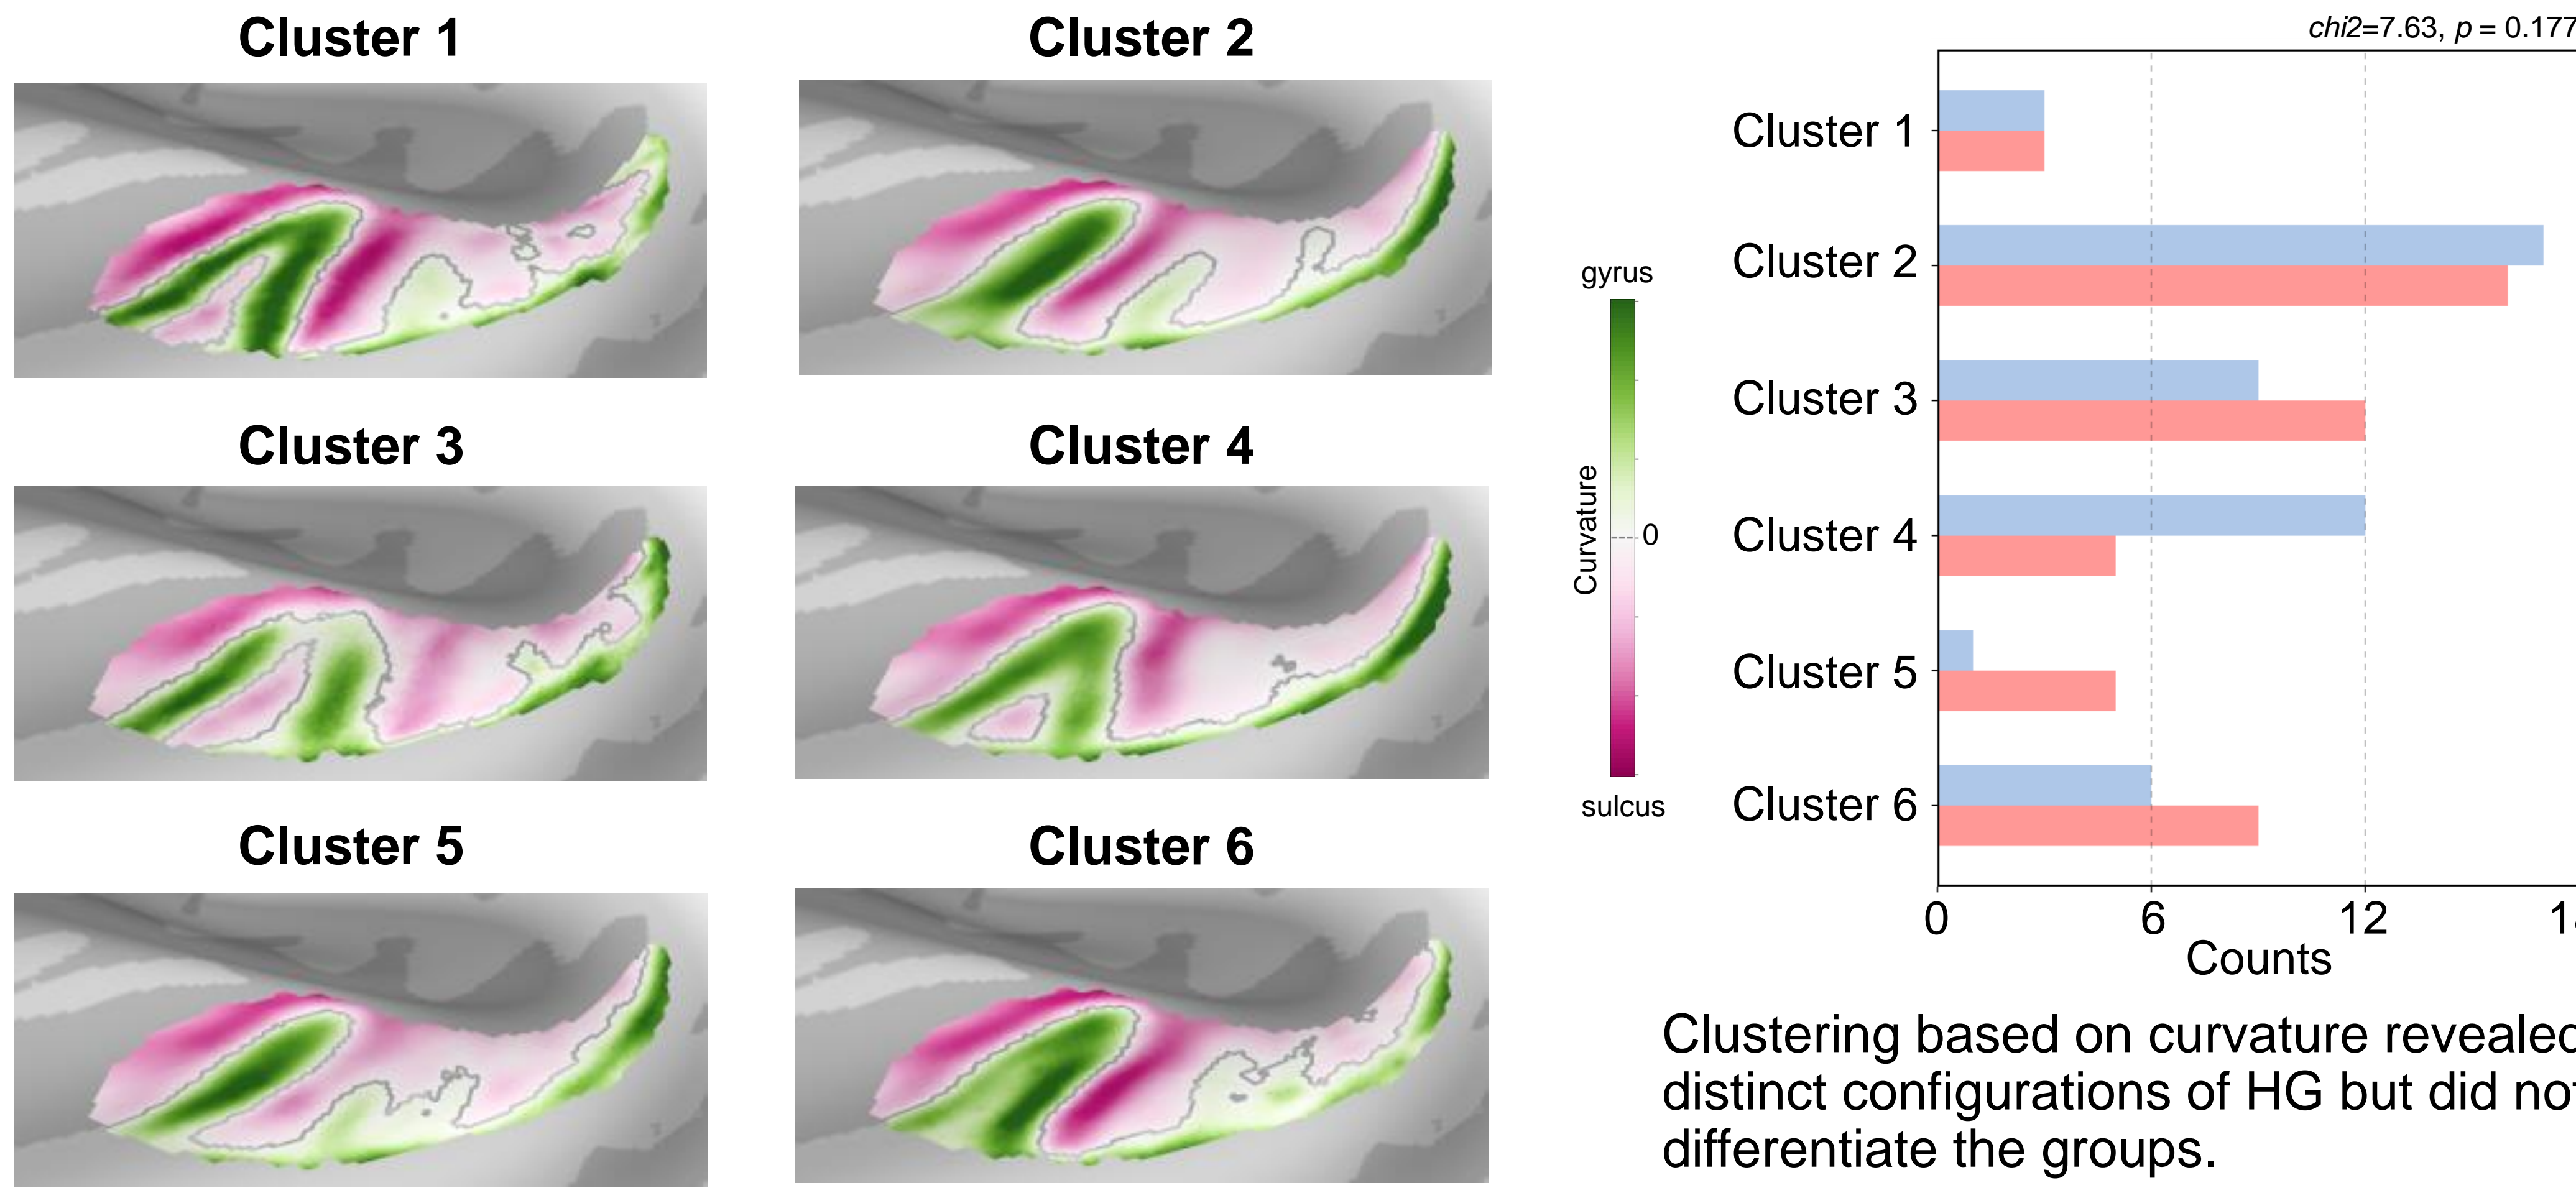 Cluster 1
Cluster 2
Cluster 3
Cluster 4
Cluster 5
Cluster 6
gyrus
Curvature
0
sulcus
chi2=7.63, p = 0.177
Cluster 1
Cluster 2
Cluster 3
Cluster 4
Cluster 5
Cluster 6
0 6 12
Counts
Clustering based on curvature revealed
distinct configurations of HG but did not
differentiate the groups.